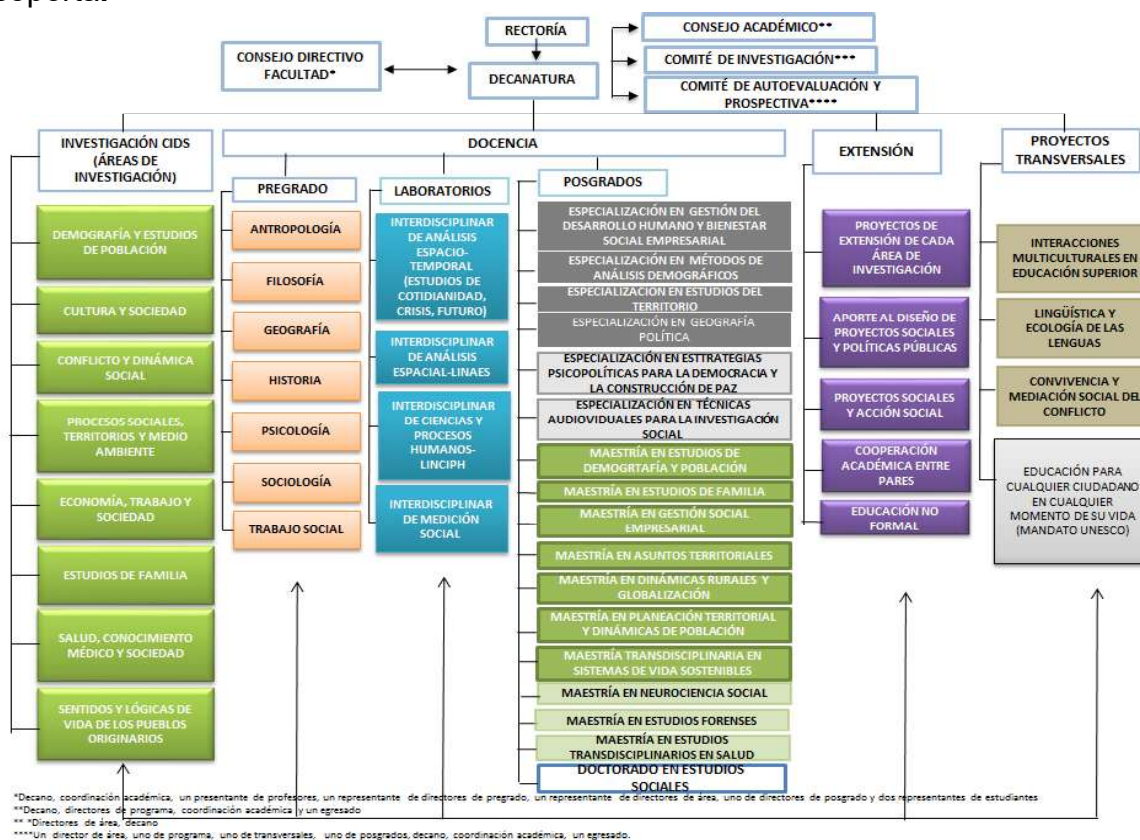 RECTORÍA
CONSEJO DIRECTIVO
FACULTAD*
DECANATURA
CONSEJO ACADÉMICO**
COMITÉ DE INVESTIGACIÓN***
COMITÉ DE AUTOEVALUACIÓN Y
PROSPECTIVA****
INVESTIGACIÓN CIDS
(ÁREAS DE
INVESTIGACIÓN)
DEMOGRAFÍA Y ESTUDIOS
DE POBLACIÓN
CULTURA Y SOCIEDAD
CONFLICTO Y DINÁMICA
SOCIAL
PROCESOS SOCIALES,
TERRITORIOS Y MEDIO
AMBIENTE
ECONOMÍA, TRABAJO Y
SOCIEDAD
ESTUDIOS DE FAMILIA
SALUD, CONOCIMIENTO
MÉDICO Y SOCIEDAD
SENTIDOS Y LÓGICAS DE
VIDA DE LOS PUEBLOS
ORIGINARIOS
DOCENCIA
PREGRADO
ANTROPOLOGÍA
FILOSOFÍA
GEOGRAFÍA
HISTORIA
PSICOLOGÍA
SOCIOLOGÍA
TRABAJO SOCIAL
LABORATORIOS
INTERDISCIPLINAR
DE ANÁLISIS
ESPACIO-
TEMPORAL
(ESTUDIOS DE
COTIDIANIDAD,
CRISIS, FUTURO)
INTERDISCIPLINAR
DE ANÁLISIS
ESPACIAL-LINAES
INTERDISCIPLINAR
DE CIENCIAS Y
PROCESOS
HUMANOS-
LINCIPH
INTERDISCIPLINAR
DE MEDICIÓN
SOCIAL
POSGRADOS
ESPECIALIZACIÓN EN GESTIÓN DEL
DESARROLLO HUMANO Y BIENESTAR
SOCIAL EMPRESARIAL
ESPECIALIZACIÓN EN MÉTODOS DE
ANÁLISIS DEMOGRÁFICOS
ESPECIALIZACIÓN EN ESTUDIOS DEL
TERRITORIO
ESPECIALIZACIÓN EN GEOGRAFÍA
POLÍTICA
ESPECIALIZACIÓN EN ESTTRATEGIAS
PSICOPOLÍTICAS PARA LA DEMOCRACIA Y
LA CONSTRUCCIÓN DE PAZ
ESPECIALIZACIÓN EN TÉCNICAS
AUDIOVIDUALES PARA LA INVESTIGACIÓN
SOCIAL
MAESTRÍA EN ESTUDIOS DE
DEMOGRTAFÍA Y POBLACIÓN
MAESTRÍA EN ESTUDIOS DE FAMILIA
MAESTRÍA EN GESTIÓN SOCIAL
EMPRESARIAL
MAESTRÍA EN ASUNTOS TERRITORIALES
MAESTRÍA EN DINÁMICAS RURALES Y
GLOBALIZACIÓN
MAESTRÍA EN PLANEACIÓN TERRITORIAL
Y DINÁMICAS DE POBLACIÓN
MAESTRÍA TRANSDISCIPLINARIA EN
SISTEMAS DE VIDA SOSTENIBLES
MAESTRÍA EN NEUROCIENCIA SOCIAL
MAESTRÍA EN ESTUDIOS FORENSES
MAESTRÍA EN ESTUDIOS
TRANSDISCIPLINARIOS EN SALUD
DOCTORADO EN ESTUDIOS
SOCIALES
EXTENSIÓN
PROYECTOS DE
EXTENSIÓN DE CADA
ÁREA DE
INVESTIGACIÓN
APORTE AL DISEÑO DE
PROYECTOS SOCIALES
Y POLÍTICAS PÚBLICAS
PROYECTOS SOCIALES
Y ACCIÓN SOCIAL
COOPERACIÓN
ACADÉMICA ENTRE
PARES
EDUCACIÓN NO
FORMAL
PROYECTOS
TRANSVERSALES
INTERACCIONES
MULTICULTURALES EN
EDUCACIÓN SUPERIOR
LINGÜÍSTICA Y
ECOLOGÍA DE LAS
LENGUAS
CONVIVENCIA Y
MEDIACIÓN SOCIAL DEL
CONFLICTO
EDUCACIÓN PARA
CUALQUIER CIUDADANO
EN CUALQUIER
MOMENTO DE SU VIDA
(MANDATO UNESCO)
*Decano, coordinación académica, un presentante de profesores, un representante de directores de pregrado, un representante de directores de área, uno de directores de posgrado y dos representantes de estudiantes
**Decano, directores de programa, coordinación académica y un egresado
** *Directores de área, decano
****Un director de área, uno de programa, uno de transversales, uno de posgrados, decano, coordinación académica, un egresado.